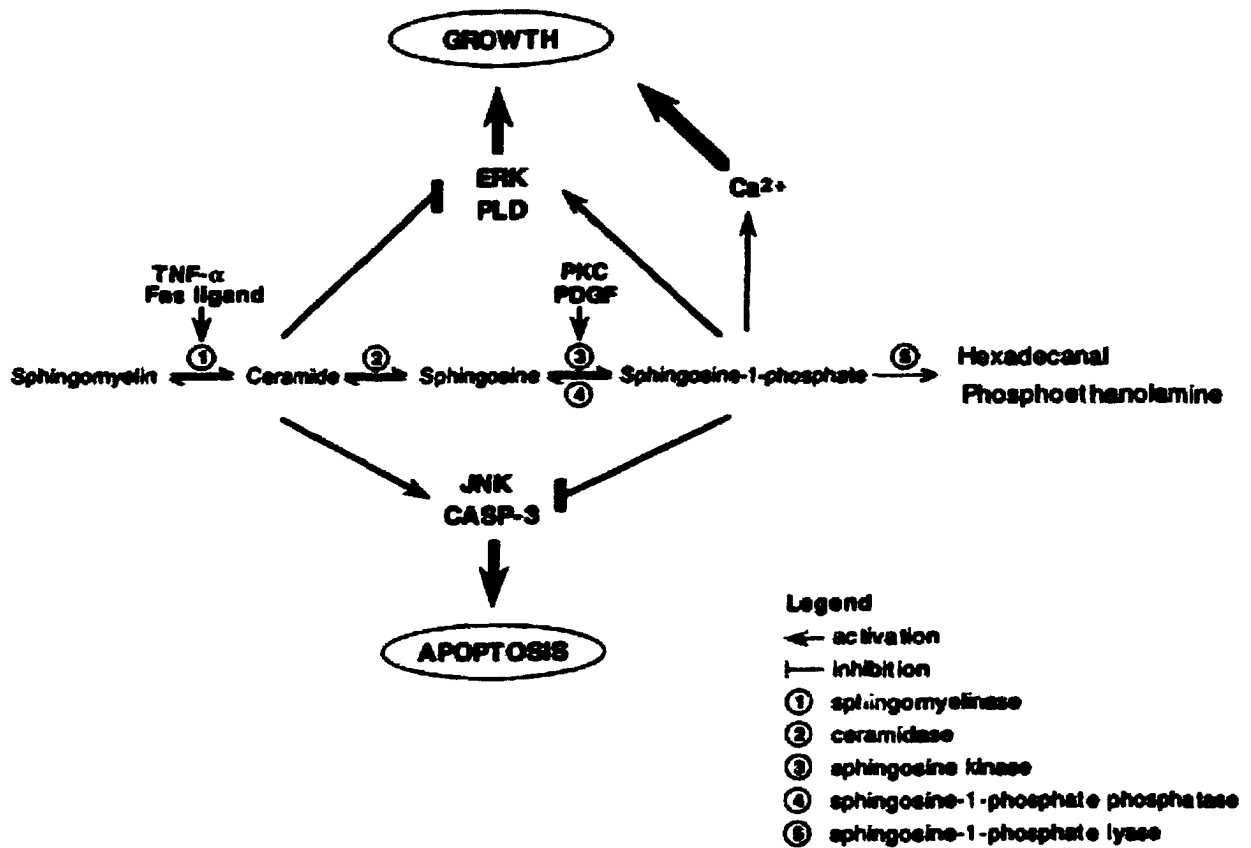 GROWTH
ERK
PLD
Ca2+
TNF-α
Fas ligand
PKC
PDGF
① ② ③ ⑤
Sphingomyelin Ceramide Sphingosine Sphingosine-1-phosphate Hexadecanal
④
Phosphoethanolamine
JNK
CASP-3
APOPTOSIS
Legend
activation
inhibition
① sphingomyelinase
② ceramidase
③ sphingosine kinase
④ sphingosine-1-phosphate phosphatase
⑤ sphingosine-1-phosphate lyase